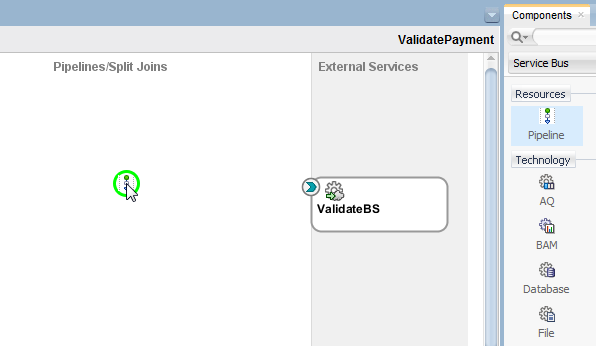 Components
ValidatePayment
Pipelines/Split Joins
External Services
ValidateBS
Service Bus
Resources
Pipeline
Technology
AQ
BAM
Database
File